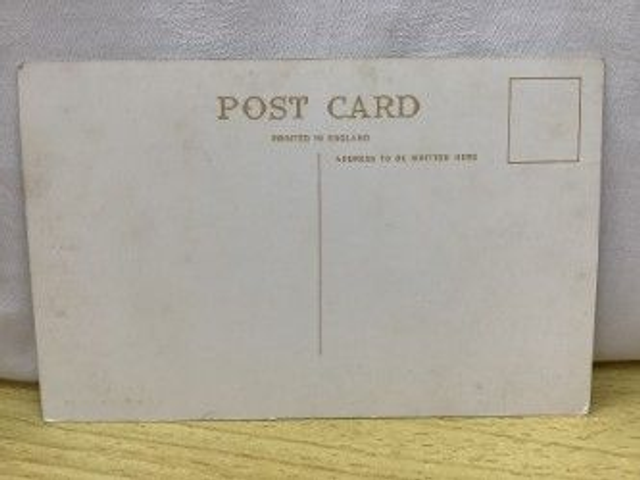 POST CARD
PRINTED IN ENGLAND
ADDRESS TO BE WRITTEN HERE